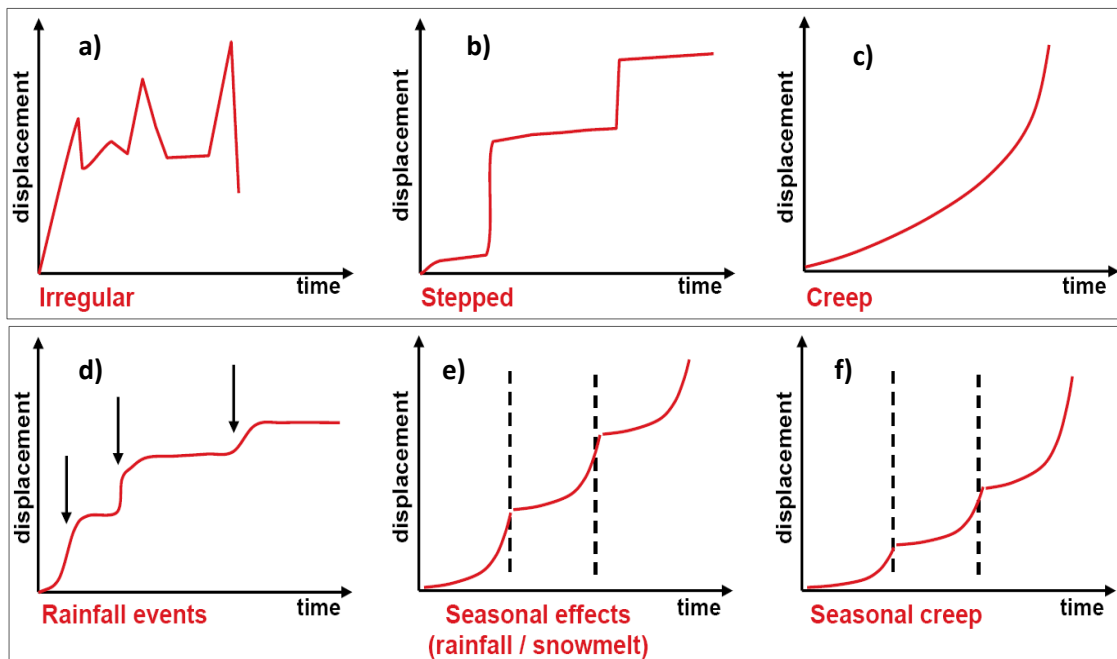 a)
displacement
time
Irregular
b)
displacement
time
Stepped
c)
displacement
time
Creep
d)
displacement
time
Rainfall events
e)
displacement
time
Seasonal effects
(rainfall / snowmelt)
f)
displacement
time
Seasonal creep